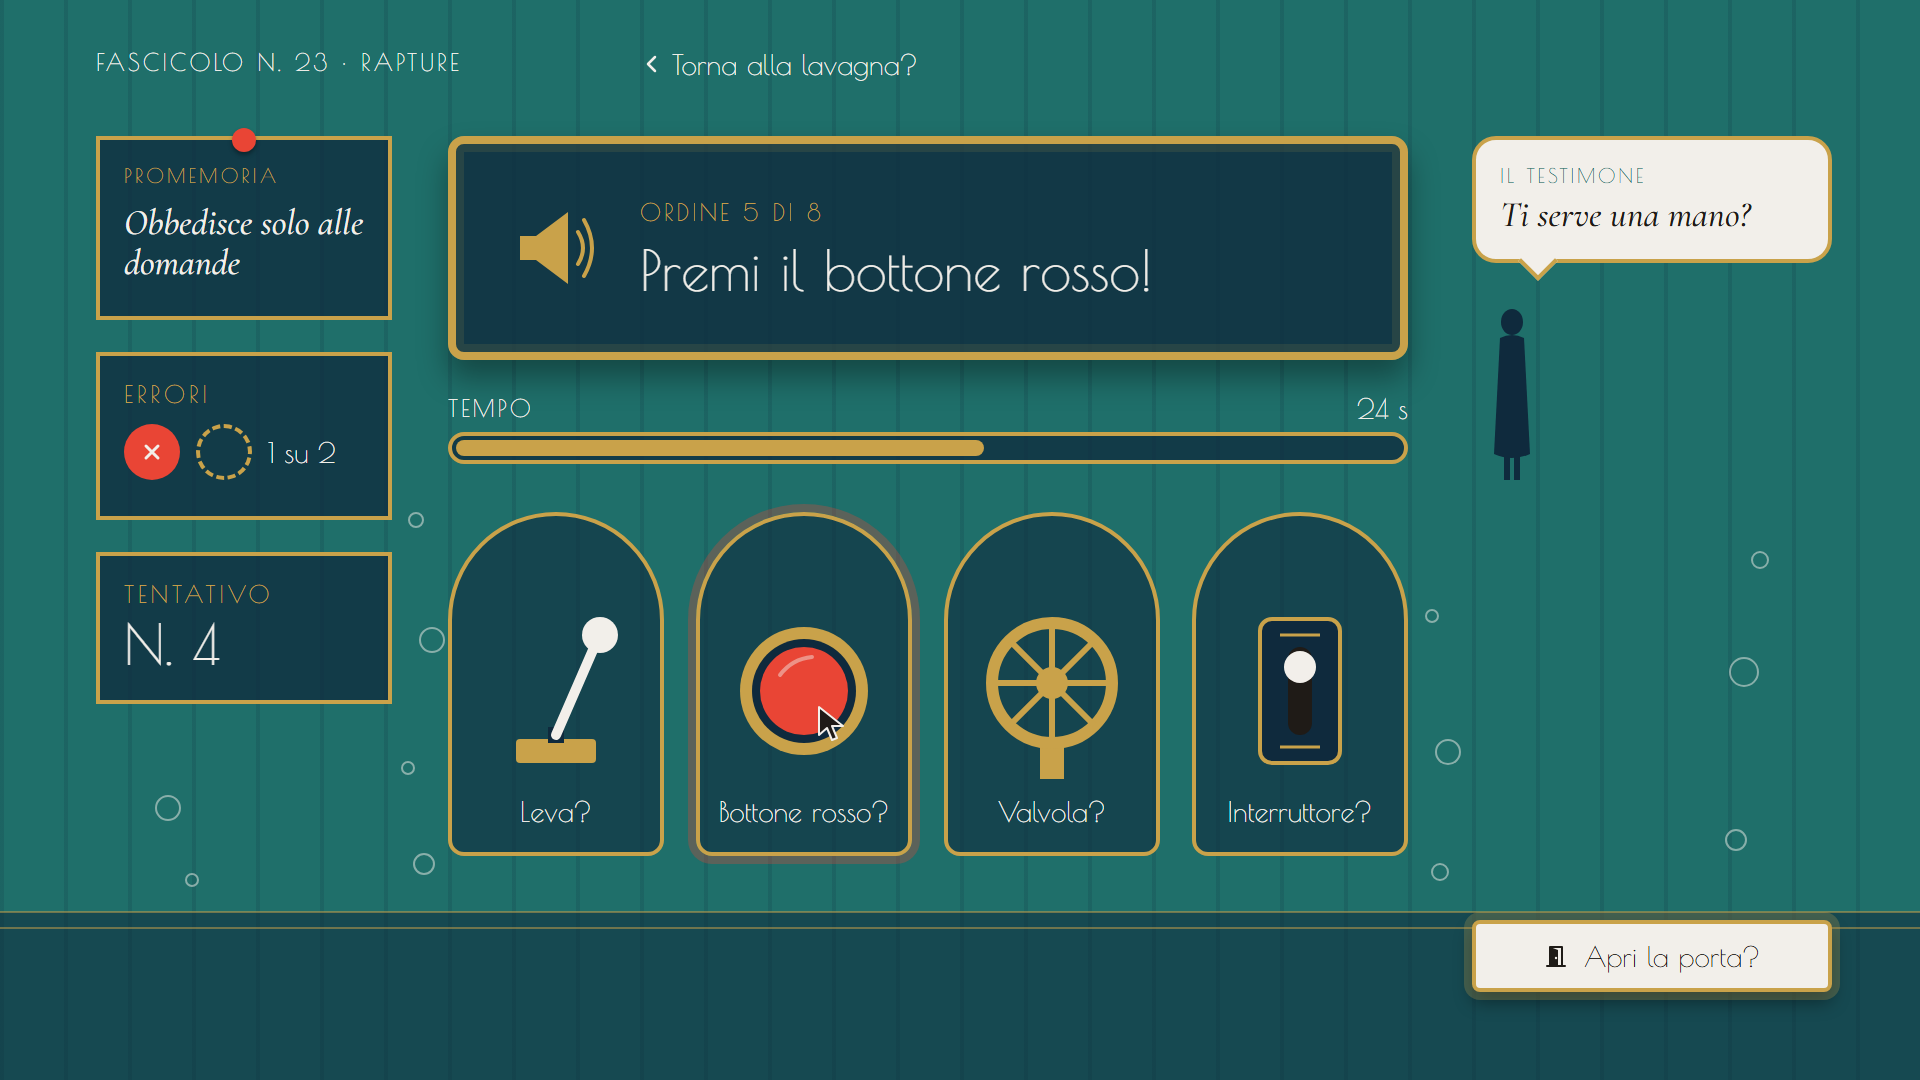 FASCICOLO N. 23 · RAPTURE
Torna alla lavagna?
PROMEMORIA
Obbedisce solo alle
domande
ERRORI
1 su 2
TENTATIVO
N. 4
ORDINE 5 DI 8
Premi il bottone rosso!
TEMPO
24 s
Leva?
Bottone rosso?
Valvola?
Interruttore?
IL TESTIMONE
Ti serve una mano?
Apri la porta?